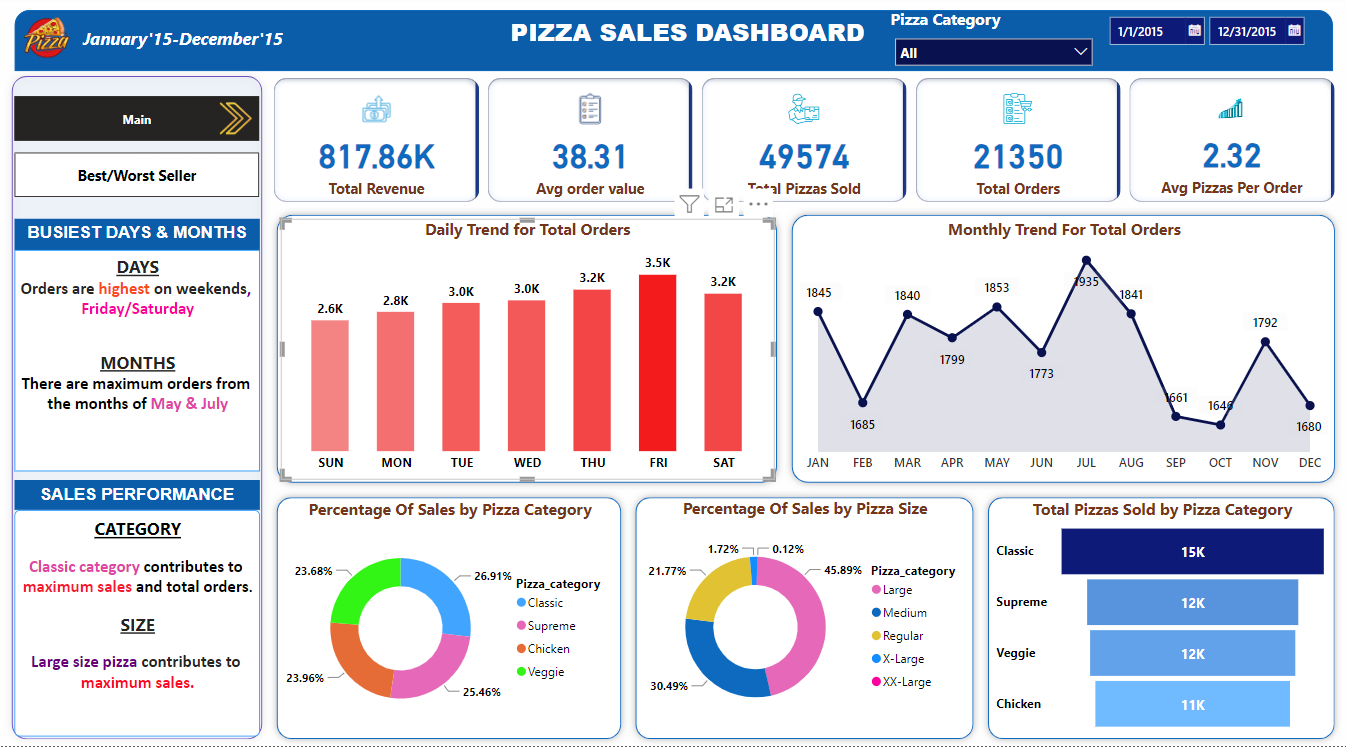 Pizza
January'15-December'15
PIZZA SALES DASHBOARD
Pizza Category
All
1/1/2015
12/31/2015
Main
Best/Worst Seller
BUSIEST DAYS & MONTHS
DAYS
Orders are highest on weekends,
Friday/Saturday
MONTHS
There are maximum orders from
the months of May & July
SALES PERFORMANCE
CATEGORY
Classic category contributes to
maximum sales and total orders.
SIZE
Large size pizza contributes to
maximum sales.
817.86K
Total Revenue
38.31
Avg order value
49574
Total Pizzas Sold
21350
Total Orders
2.32
Avg Pizzas Per Order
Daily Trend for Total Orders
2.6K
2.8K
3.0K
3.0K
3.2K
3.5K
3.2K
SUN MON TUE WED THU FRI SAT
Monthly Trend For Total Orders
1845
1685
1840
1799
1853
1773
1935
1841
1661
1646
1792
1680
JAN FEB MAR APR MAY JUN JUL AUG SEP OCT NOV DEC
Percentage Of Sales by Pizza Category
23.68%
26.91%
23.96%
25.46%
Pizza_category
Classic
Supreme
Chicken
Veggie
Percentage Of Sales by Pizza Size
1.72%
0.12%
21.77%
45.89%
30.49%
Pizza_category
Large
Medium
Regular
X-Large
XX-Large
Total Pizzas Sold by Pizza Category
Classic 15K
Supreme 12K
Veggie 12K
Chicken 11K